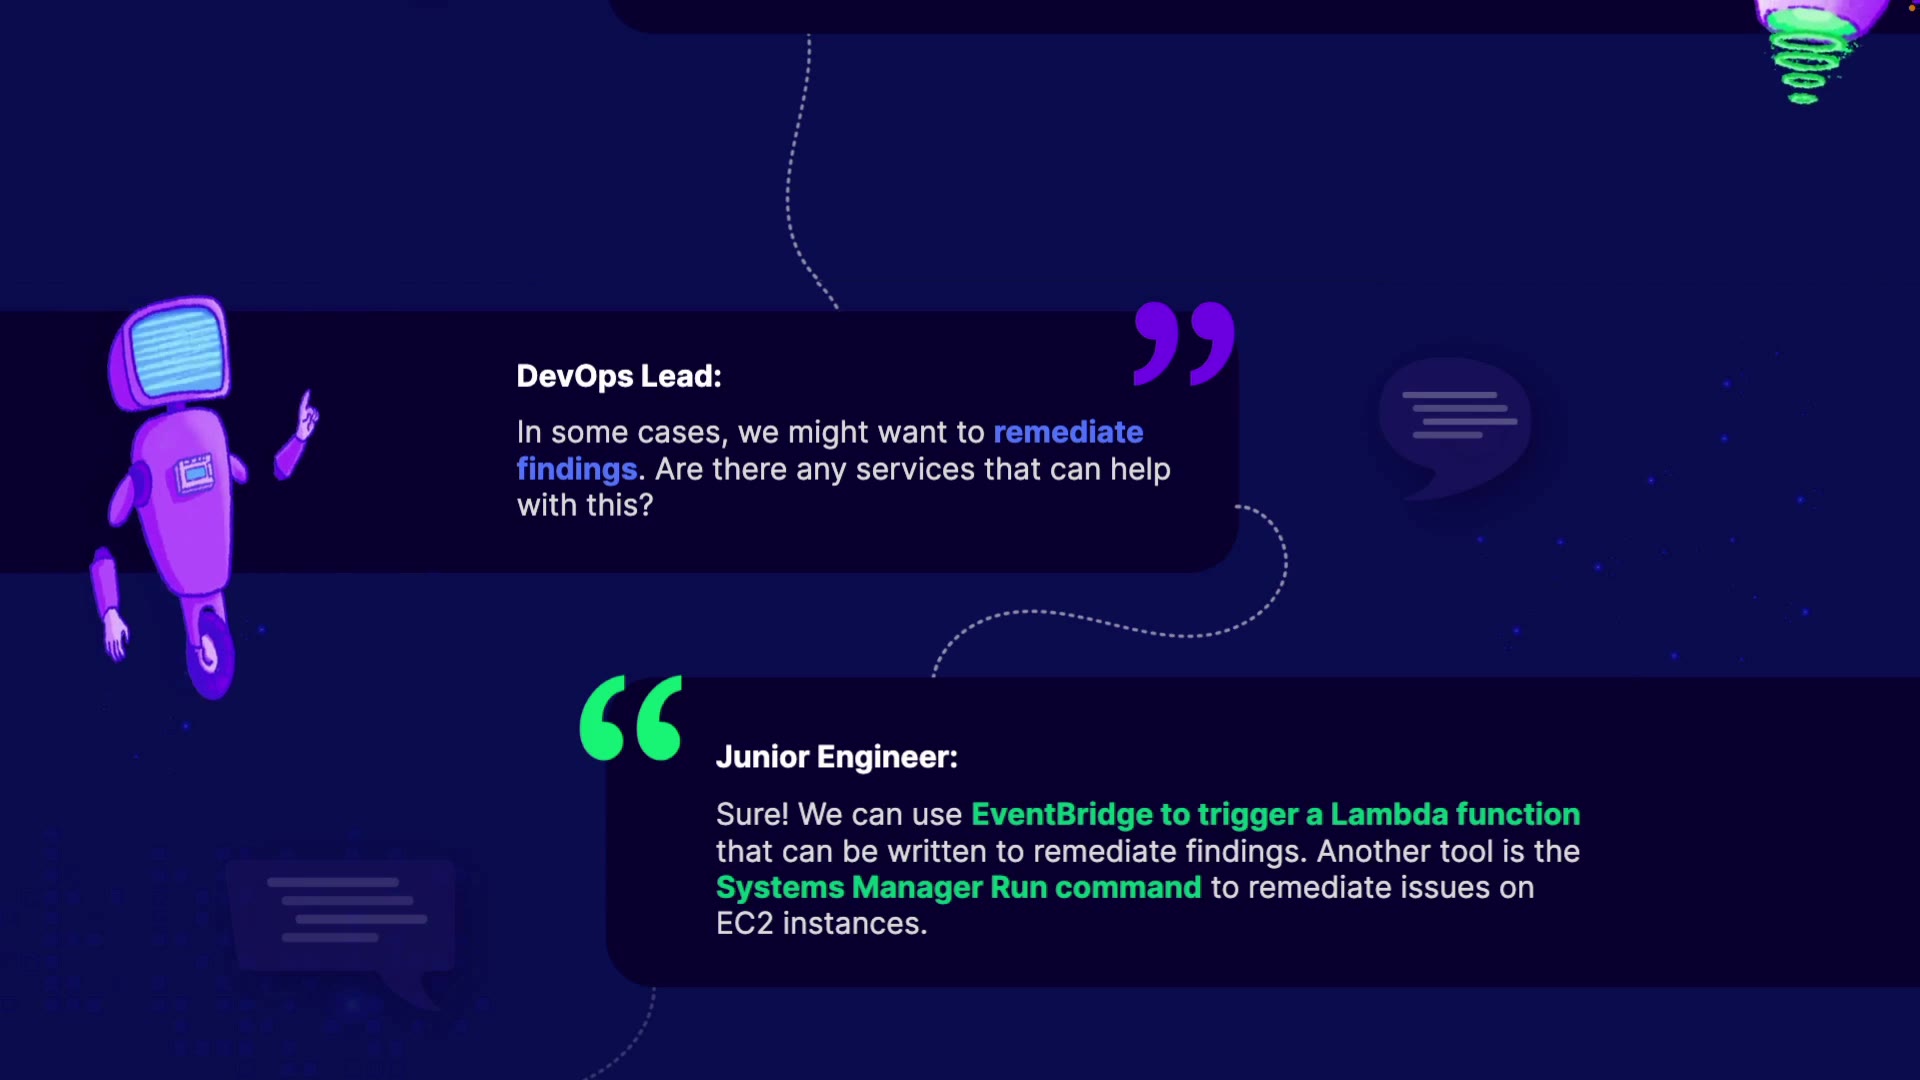 DevOps Lead:
In some cases, we might want to remediate
findings. Are there any services that can help
with this?
Junior Engineer:
Sure! We can use EventBridge to trigger a Lambda function
that can be written to remediate findings. Another tool is the
Systems Manager Run command to remediate issues on
EC2 instances.